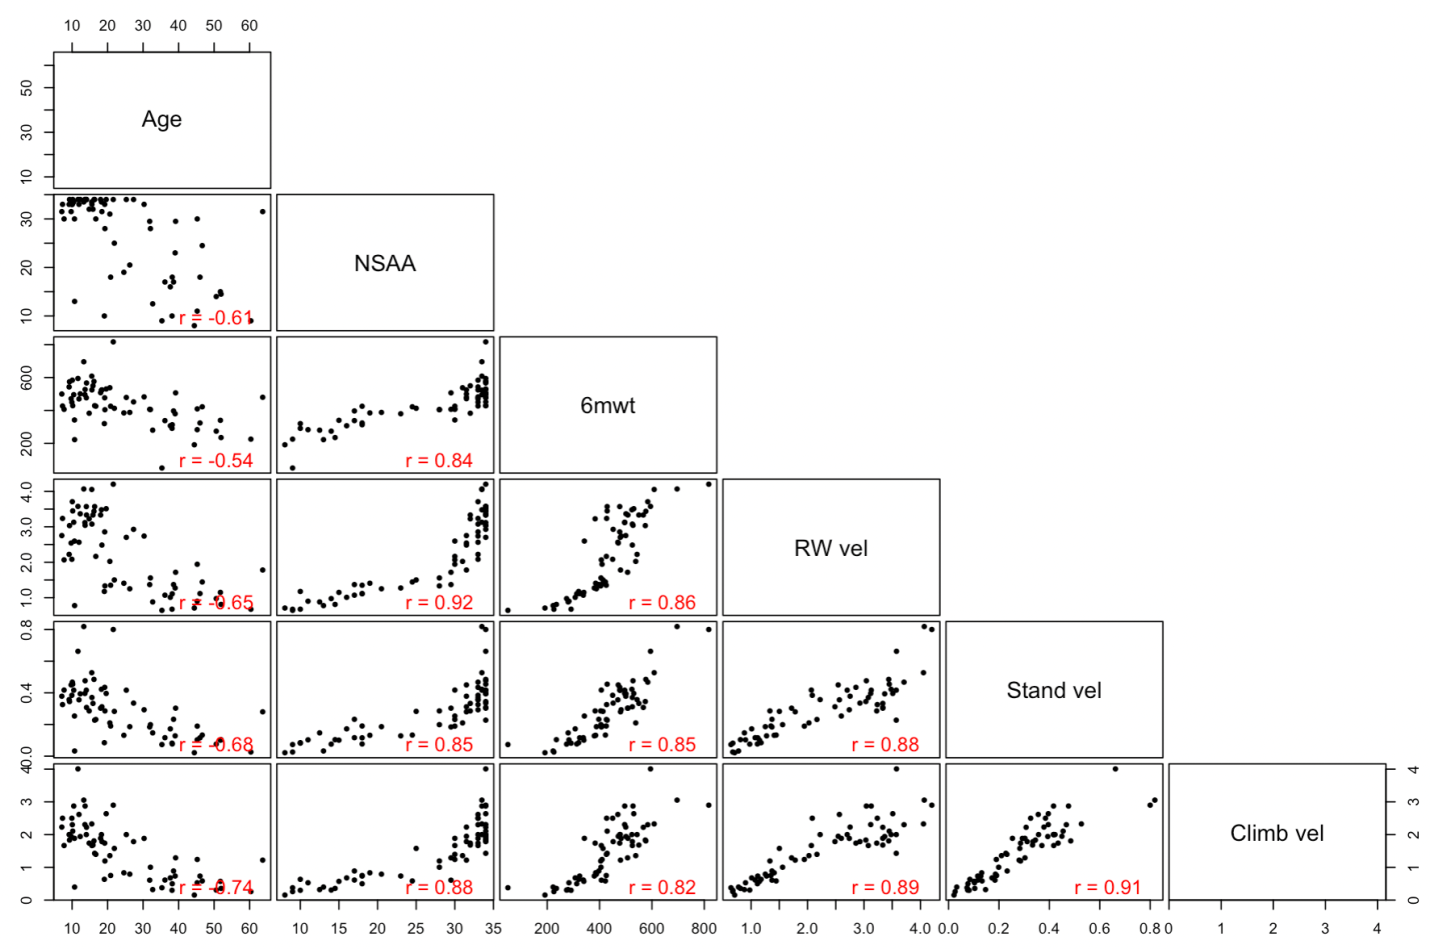 10 20 30 40 50 60
50
30
10
Age
30
20
10
r = -0.61
NSAA
600
200
r = -0.54
r = 0.84
6mwt
4.0
3.0
2.0
1.0
r = -0.65
r = 0.92
r = 0.86
RW vel
0.8
0.4
0.0
r = -0.68
r = 0.85
r = 0.85
r = 0.88
Stand vel
4
3
2
1
0
r = -0.74
r = 0.88
r = 0.82
r = 0.89
r = 0.91
Climb vel
4
3
2
1
0
10 20 30 40 50 60 10 15 20 25 30 35 200 400 600 800 1.0 2.0 3.0 4.0 0.0 0.2 0.4 0.6 0.8 0 1 2 3 4